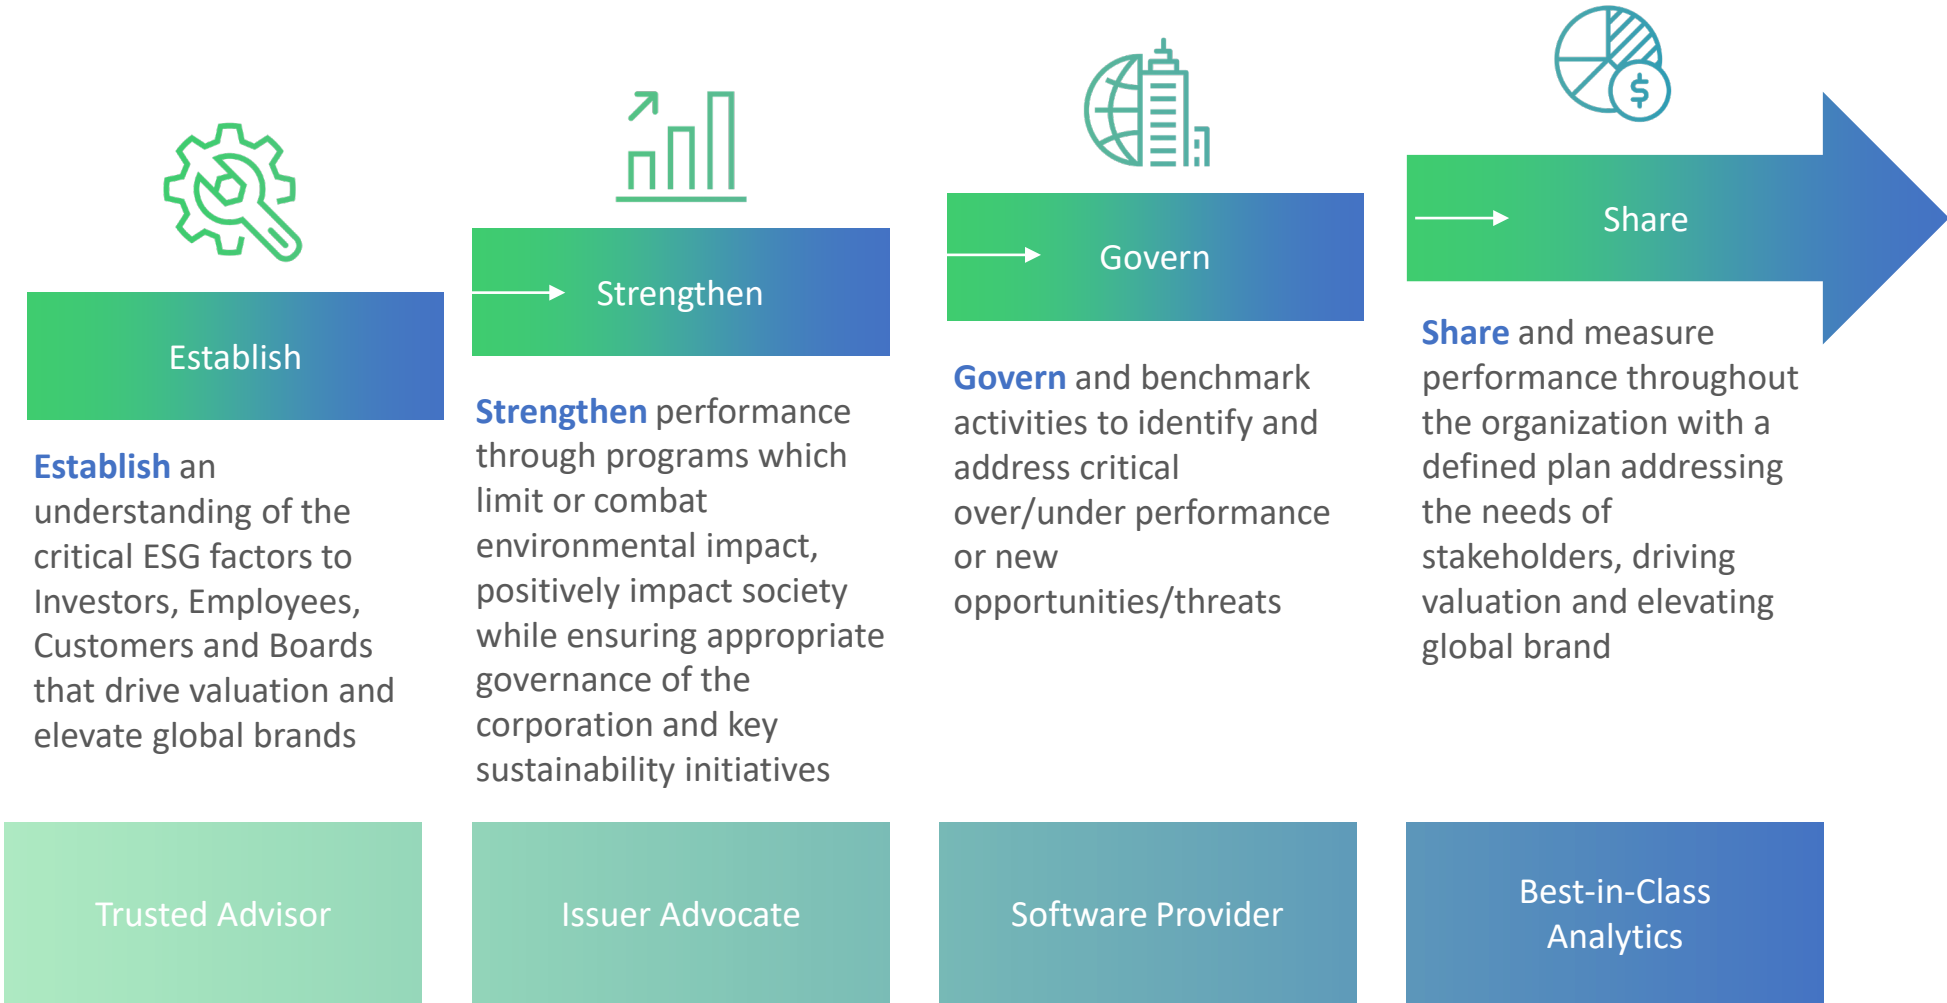 Establish
Establish an
understanding of the
critical ESG factors to
Investors, Employees,
Customers and Boards
that drive valuation and
elevate global brands
Trusted Advisor
Strengthen
Strengthen performance
through programs which
limit or combat
environmental impact,
positively impact society
while ensuring appropriate
governance of the
corporation and key
sustainability initiatives
Issuer Advocate
Govern
Govern and benchmark
activities to identify and
address critical
over/under performance
or new
opportunities/threats
Software Provider
$
Share
Share and measure
performance throughout
the organization with a
defined plan addressing
the needs of
stakeholders, driving
valuation and elevating
global brand
Best-in-Class
Analytics